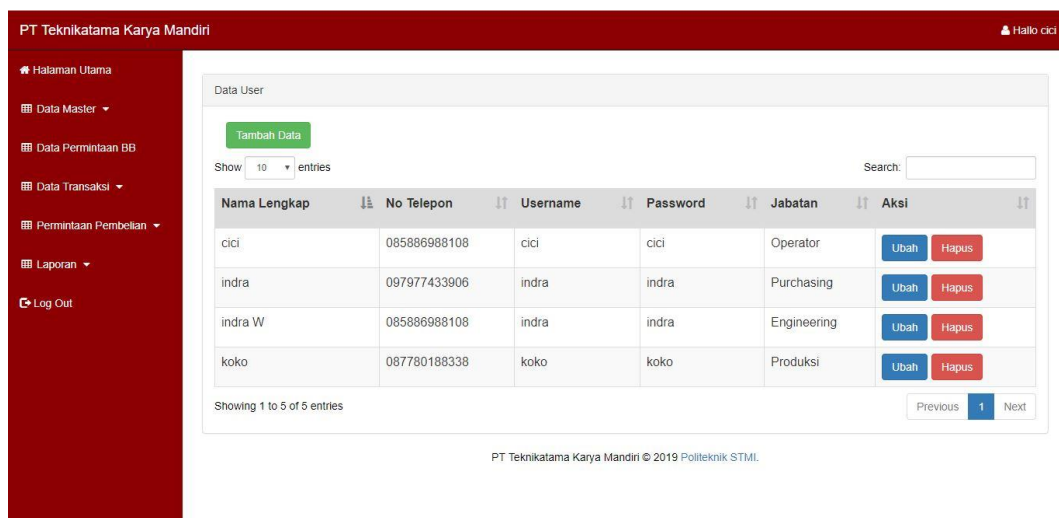 PT Teknikatama Karya Mandiri
Hallo cici
Halaman Utama
Data Master
Data Permintaan BB
Data Transaksi
Permintaan Pembelian
Laporan
Log Out
Data User
Tambah Data
Show 10 entries
Search:
Nama Lengkap No Telepon Username Password Jabatan Aksi
cici 085886988108 cici cici Operator Ubah Hapus
indra 097977433906 indra indra Purchasing Ubah Hapus
indra W 085886988108 indra indra Engineering Ubah Hapus
koko 087780188338 koko koko Produksi Ubah Hapus
Showing 1 to 5 of 5 entries
Previous 1 Next
PT Teknikatama Karya Mandiri © 2019 Politeknik STMI.